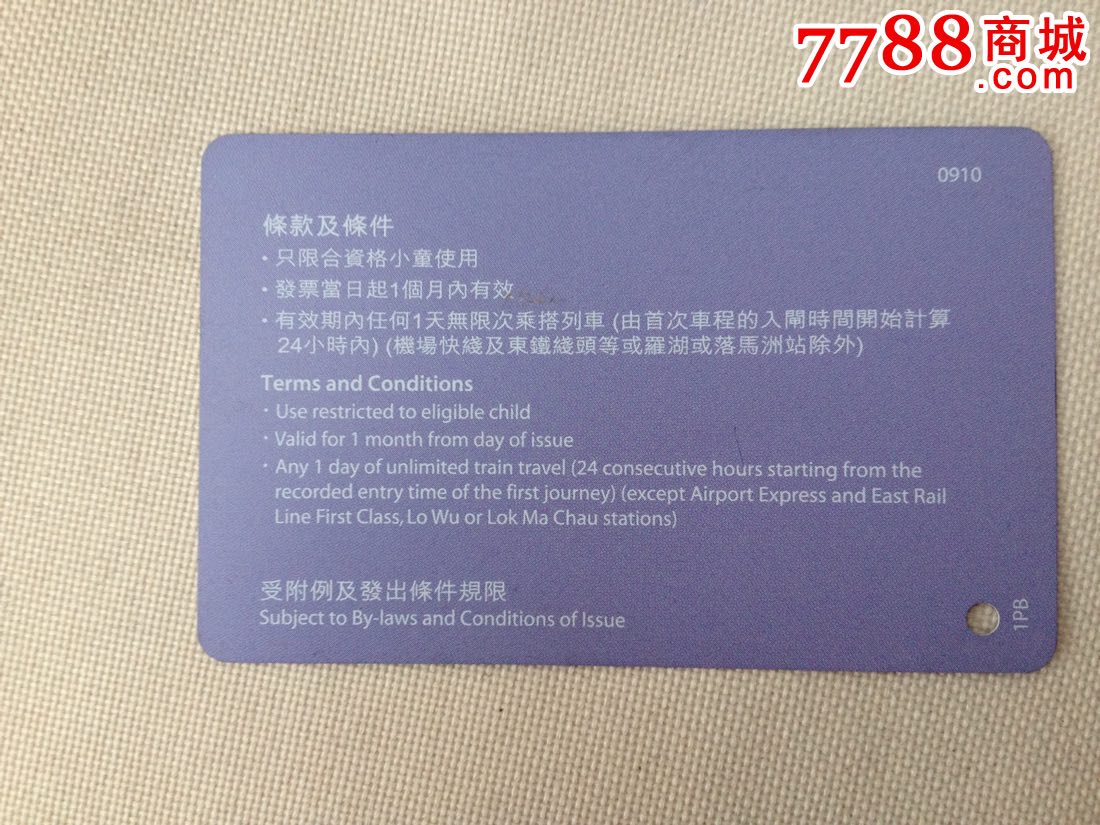 7788商城
.com
0910
條款及條件
• 只限合資格小童使用
• 發票當日起1個月內有效
• 有效期內任何1天無限次乘搭列車 (由首次車程的入閘時間開始計算
24小時內) (機場快綫及東鐵綫頭等或羅湖或落馬洲站除外)
Terms and Conditions
• Use restricted to eligible child
• Valid for 1 month from day of issue
• Any 1 day of unlimited train travel (24 consecutive hours starting from the
recorded entry time of the first journey) (except Airport Express and East Rail
Line First Class, Lo Wu or Lok Ma Chau stations)
受附例及發出條件規限
Subject to By-laws and Conditions of Issue
1PB